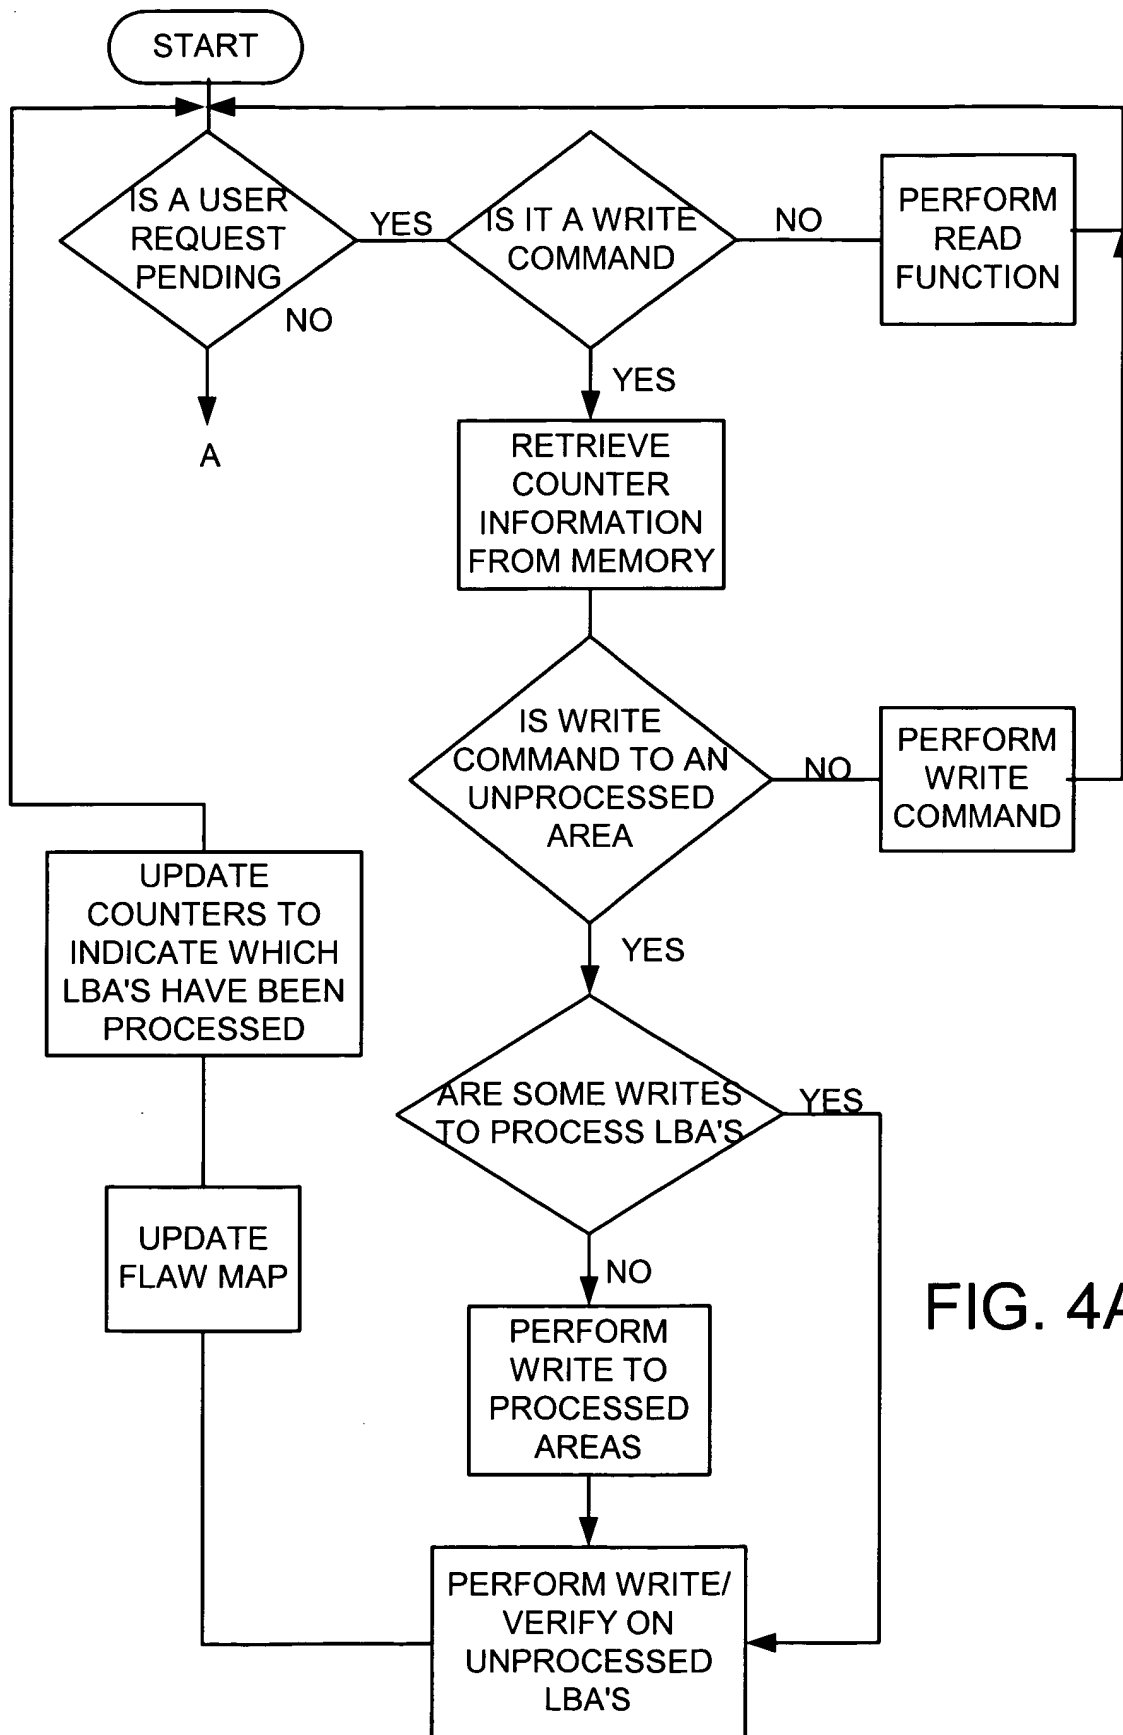 START
IS A USER
REQUEST
PENDING
YES
NO
A
IS IT A WRITE
COMMAND
NO
YES
PERFORM
READ
FUNCTION
RETRIEVE
COUNTER
INFORMATION
FROM MEMORY
IS WRITE
COMMAND TO AN
UNPROCESSED
AREA
NO
YES
PERFORM
WRITE
COMMAND
UPDATE
COUNTERS TO
INDICATE WHICH
LBA'S HAVE BEEN
PROCESSED
ARE SOME WRITES
TO PROCESS LBA'S
YES
NO
UPDATE
FLAW MAP
PERFORM
WRITE TO
PROCESSED
AREAS
FIG. 4A
PERFORM WRITE/
VERIFY ON
UNPROCESSED
LBA'S